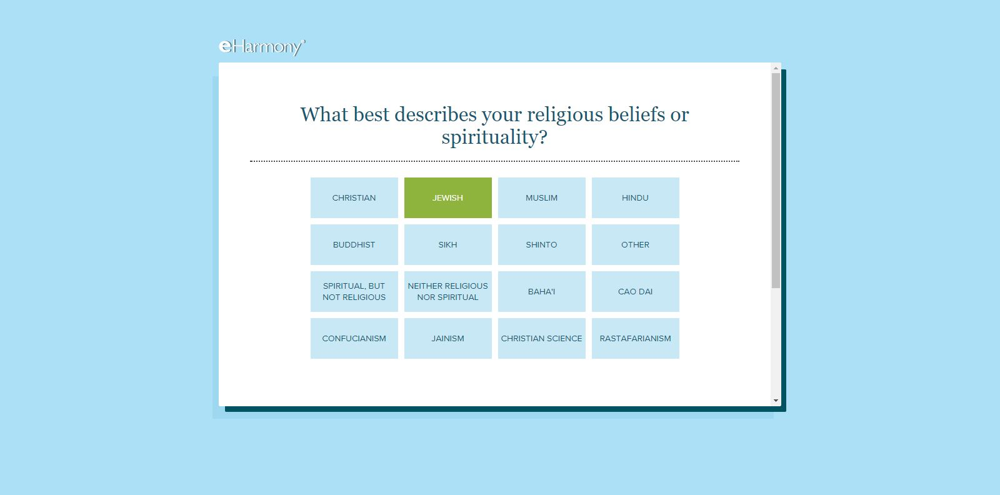 eHarmony®
What best describes your religious beliefs or
spirituality?
CHRISTIAN
JEWISH
MUSLIM
HINDU
BUDDHIST
SIKH
SHINTO
OTHER
SPIRITUAL, BUT
NOT RELIGIOUS
NEITHER RELIGIOUS
NOR SPIRITUAL
BAHA'I
CAO DAI
CONFUCIANISM
JAINISM
CHRISTIAN SCIENCE
RASTAFARIANISM